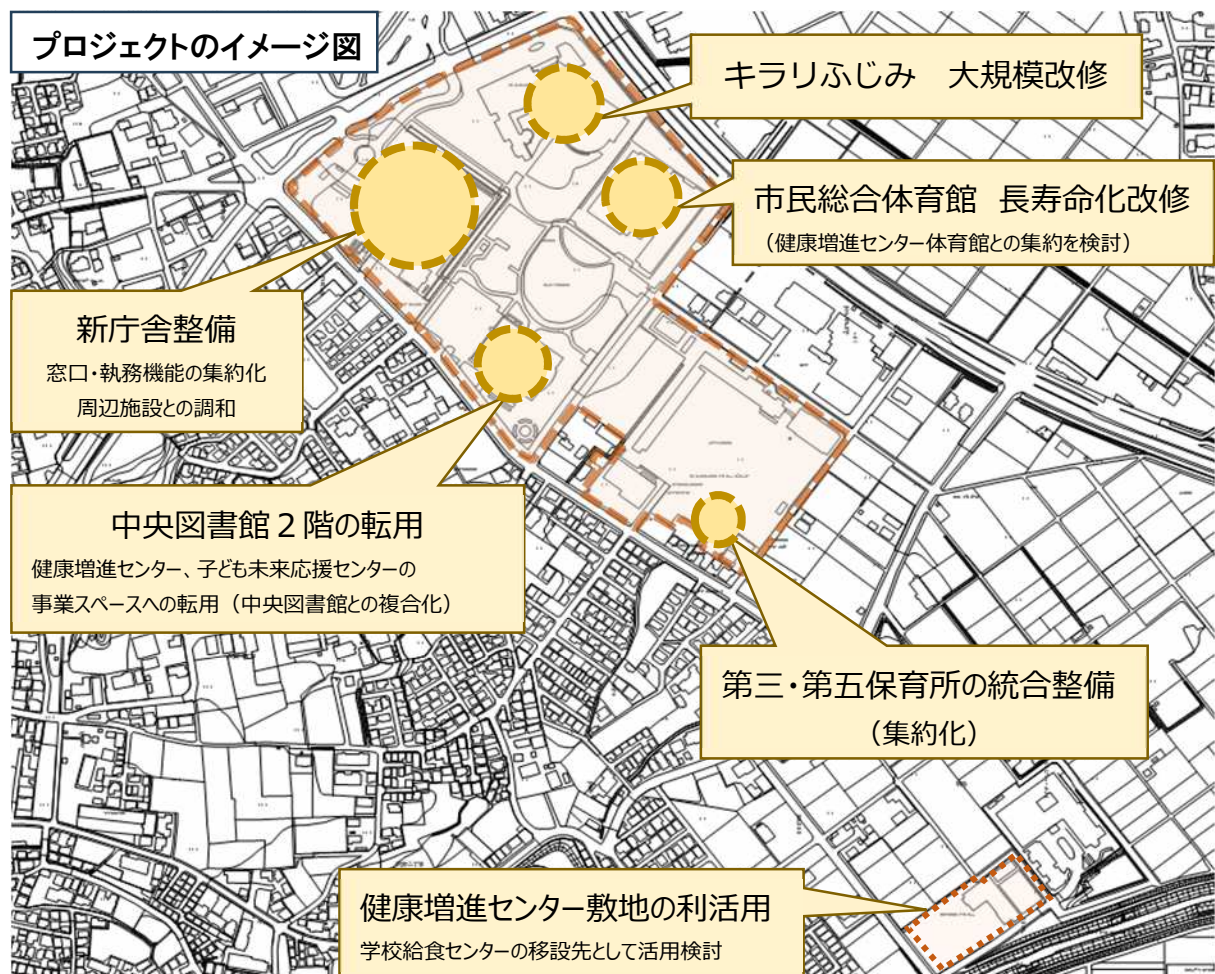 プロジェクトのイメージ図
キラリふじみ 大規模改修
市民総合体育館 長寿命化改修
(健康増進センター体育館との集約を検討)
新庁舎整備
窓口・執務機能の集約化
周辺施設との調和
中央図書館2階の転用
健康増進センター、子ども未来応援センターの
事業スペースへの転用(中央図書館との複合化)
第三・第五保育所の統合整備
(集約化)
健康増進センター敷地の利活用
学校給食センターの移設先として活用検討